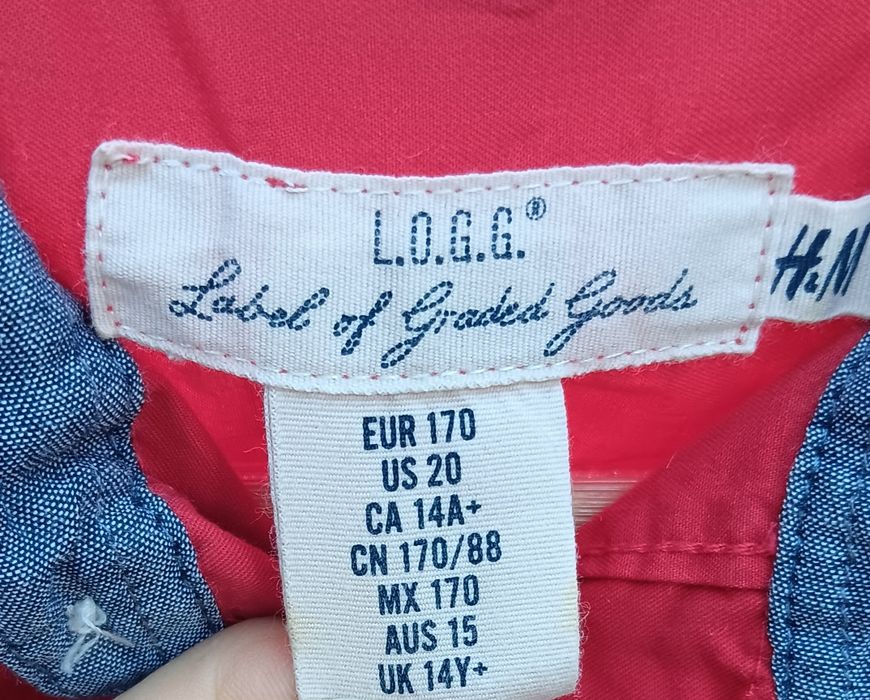 L.O.G.G.®
Label of Graded Goods
H&M
EUR 170
US 20
CA 14A+
CN 170/88
MX 170
AUS 15
UK 14Y+